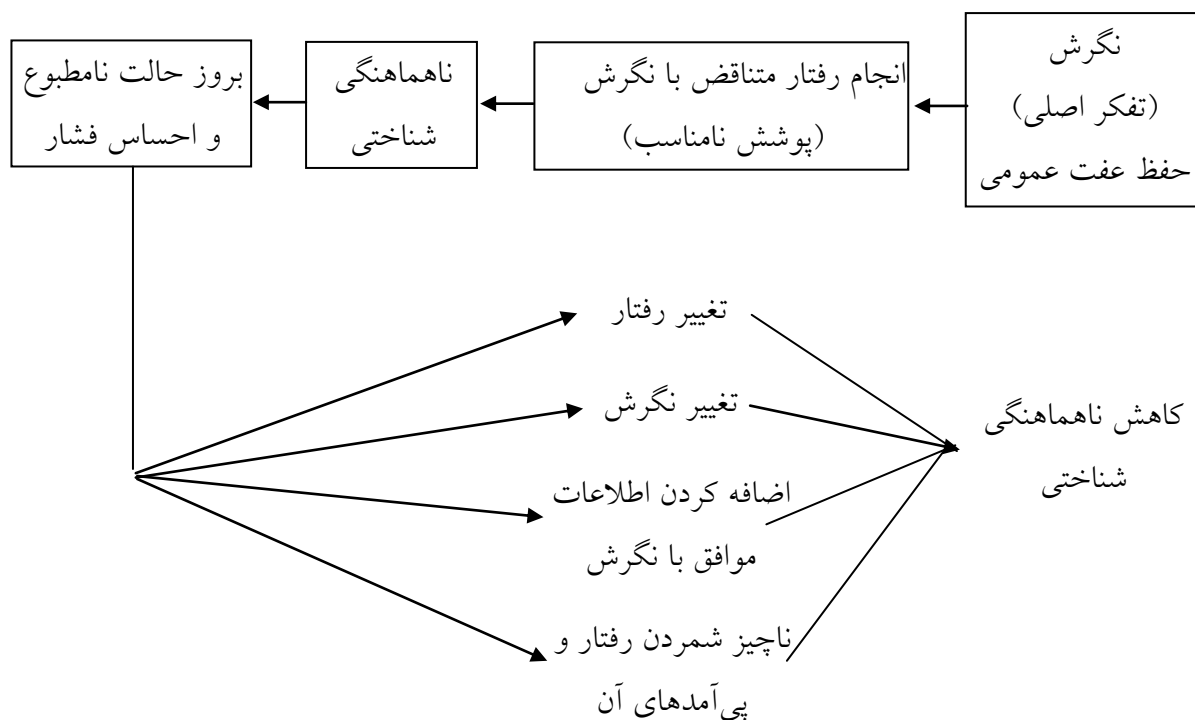 نگرش
(تفکر اصلی)
حفظ عفت عمومی
انجام رفتار متناقض با نگرش
(پوشش نامناسب)
ناهماهنگی
شناختی
بروز حالت نامطبوع
و احساس فشار
تغییر رفتار
تغییر نگرش
اضافه کردن اطلاعات
موافق با نگرش
ناچیز شمردن رفتار و
پی‌آمدهای آن
کاهش ناهماهنگی
شناختی